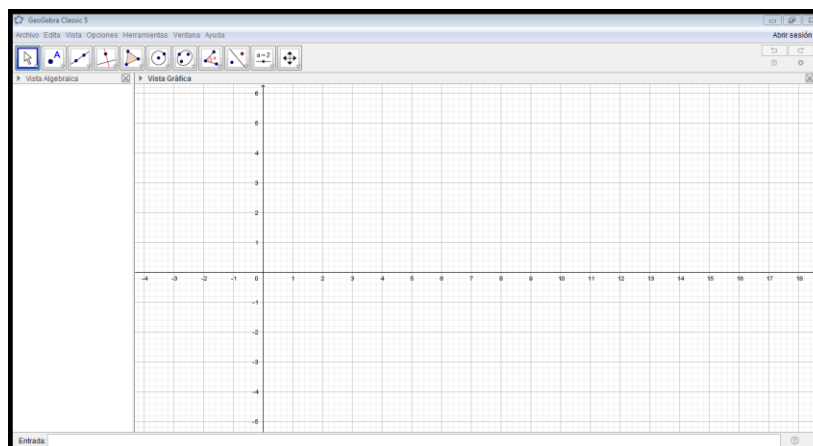 GeoGebra Classic 5
Archivo Edita Vista Opciones Herramientas Ventana Ayuda
Abrir sesión
A
a=2
Vista Algebraica
Vista Gráfica
6
5
4
3
2
1
-4 -3 -2 -1 0 1 2 3 4 5 6 7 8 9 10 11 12 13 14 15 16 17 18
-1
-2
-3
-4
-5
Entrada: